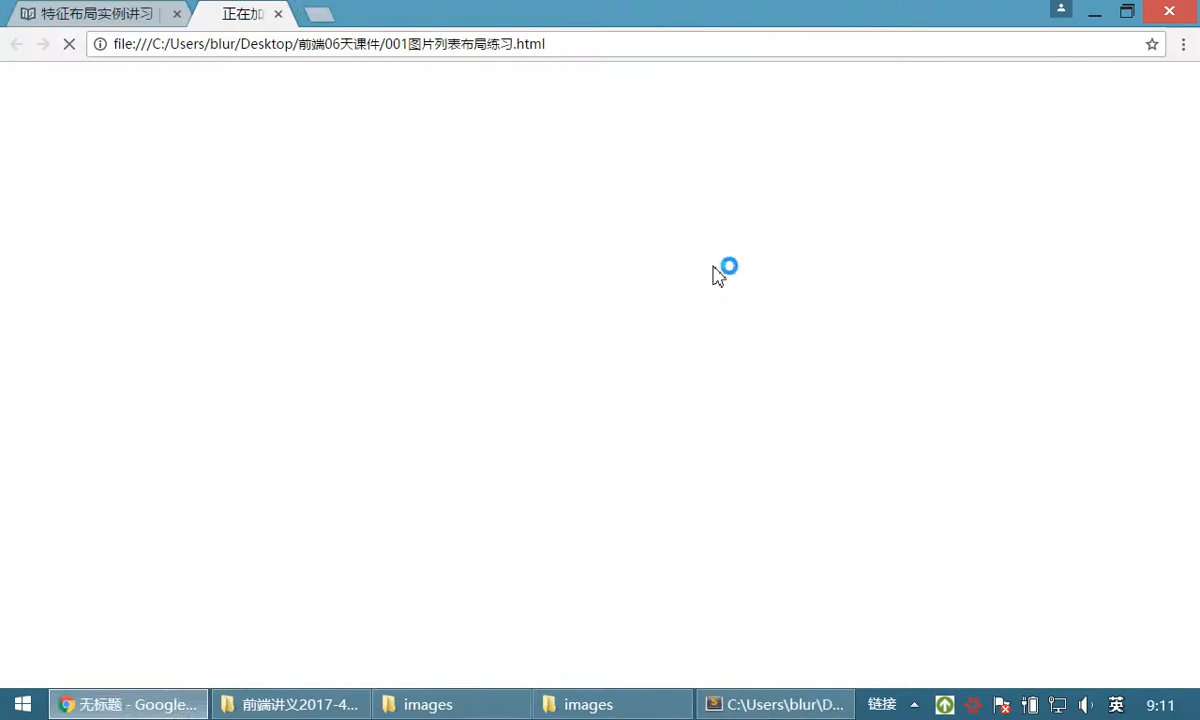 特征布局实例讲习
正在加
file:///C:/Users/blur/Desktop/前端06天课件/001图片列表布局练习.html
无标题 - Google...
前端讲义2017-4...
images
images
C:\Users\blur\D...
链接
英
9:11